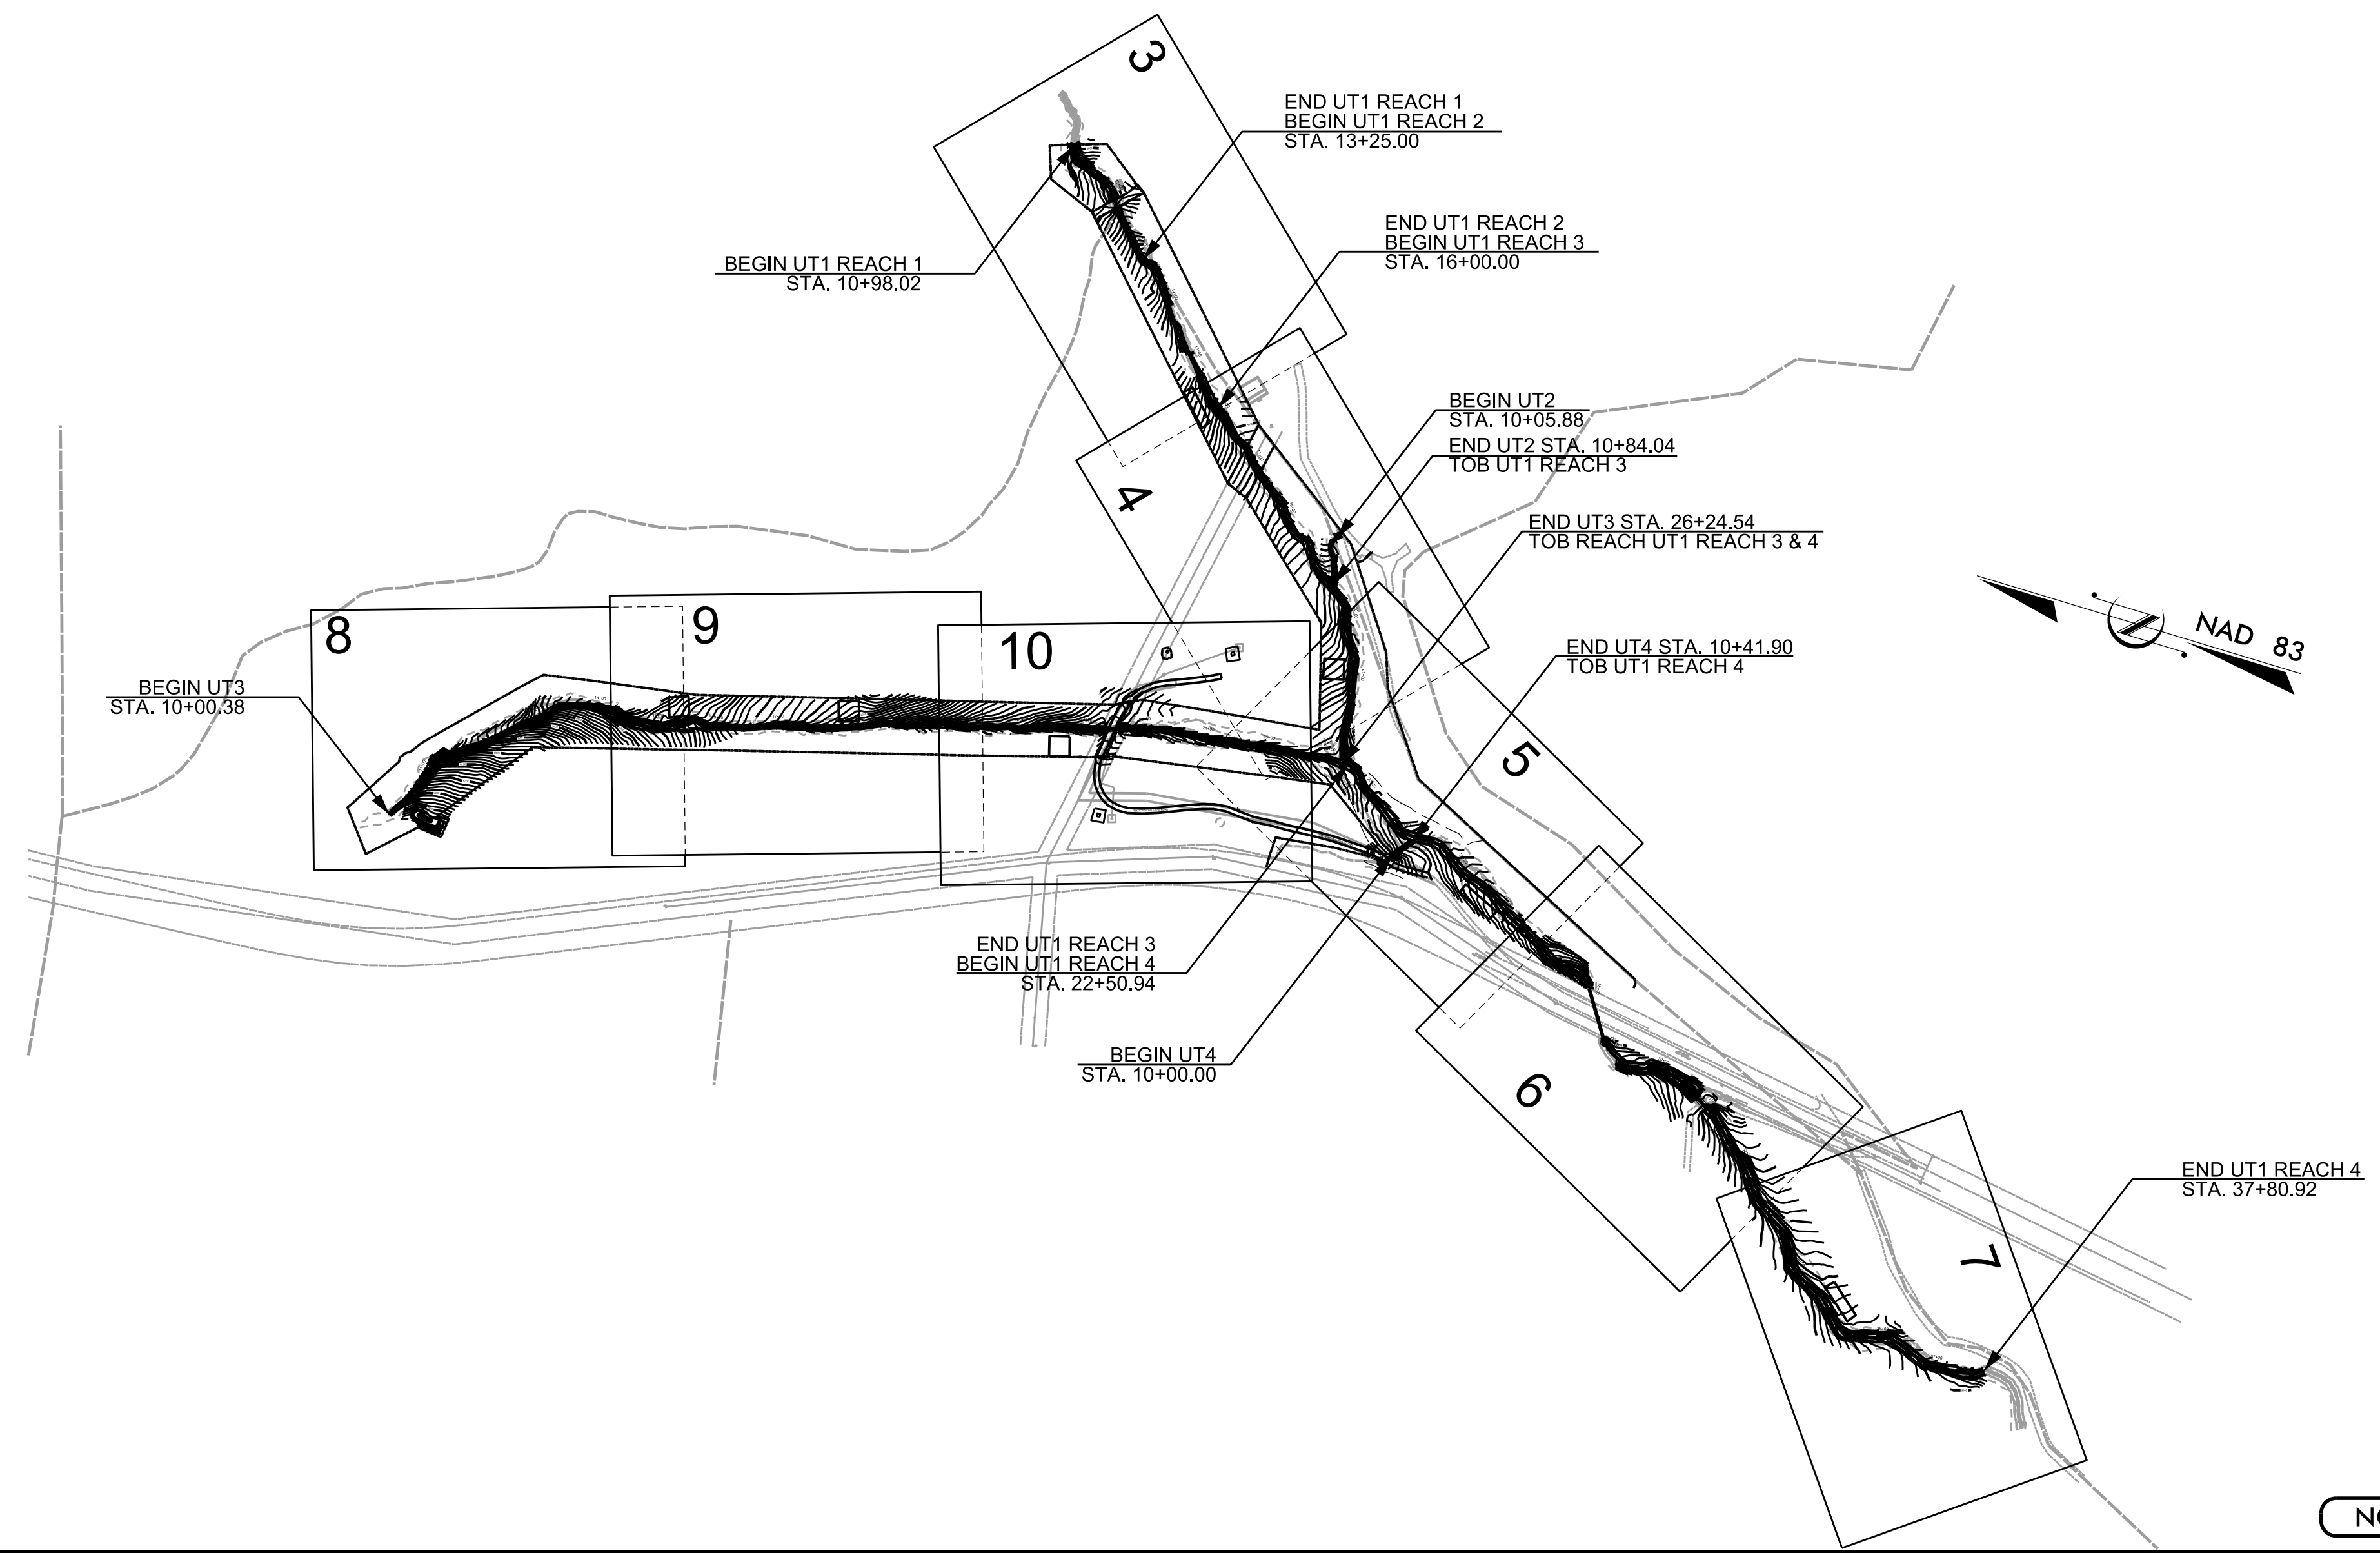 3
END UT1 REACH 1
BEGIN UT1 REACH 2
STA. 13+25.00
END UT1 REACH 2
BEGIN UT1 REACH 3
STA. 16+00.00
BEGIN UT1 REACH 1
STA. 10+98.02
BEGIN UT2
STA. 10+05.88
END UT2 STA. 10+84.04
TOB UT1 REACH 3
4
END UT3 STA. 26+24.54
TOB REACH UT1 REACH 3 & 4
8
9
10
NAD 83
END UT4 STA. 10+41.90
TOB UT1 REACH 4
BEGIN UT3
STA. 10+00.38
5
END UT1 REACH 3
BEGIN UT1 REACH 4
STA. 22+50.94
BEGIN UT4
STA. 10+00.00
6
END UT1 REACH 4
STA. 37+80.92
7